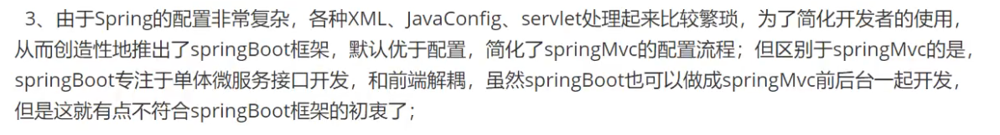 3、由于Spring的配置非常复杂，各种XML、JavaConfig、servlet处理起来比较繁琐，为了简化开发者的使用，
从而创造性地推出了springBoot框架，默认优于配置，简化了springMvc的配置流程；但区别于springMvc的是，
springBoot专注于单体微服务接口开发，和前端解耦，虽然springBoot也可以做成springMvc前后台一起开发，
但是这就有点不符合springBoot框架的初衷了；